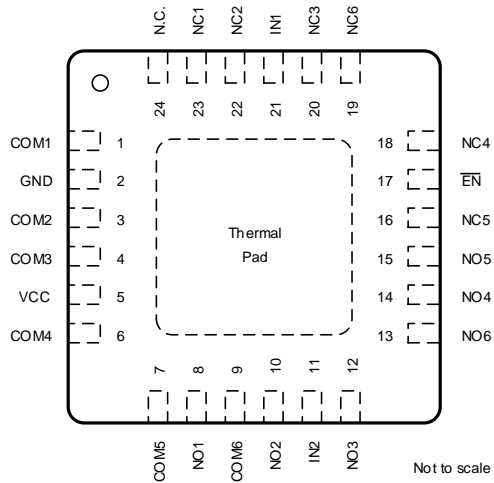 N.C. NC1 NC2 IN1 NC3 NC6
24 23 22 21 20 19
COM1 1 18 NC4
GND 2 17 EN
COM2 3 16 NC5
COM3 4 15 NO5
VCC 5 14 NO4
COM4 6 13 NO6
Thermal
Pad
7 8 9 10 11 12
COM5 NO1 COM6 NO2 IN2 NO3
Not to scale